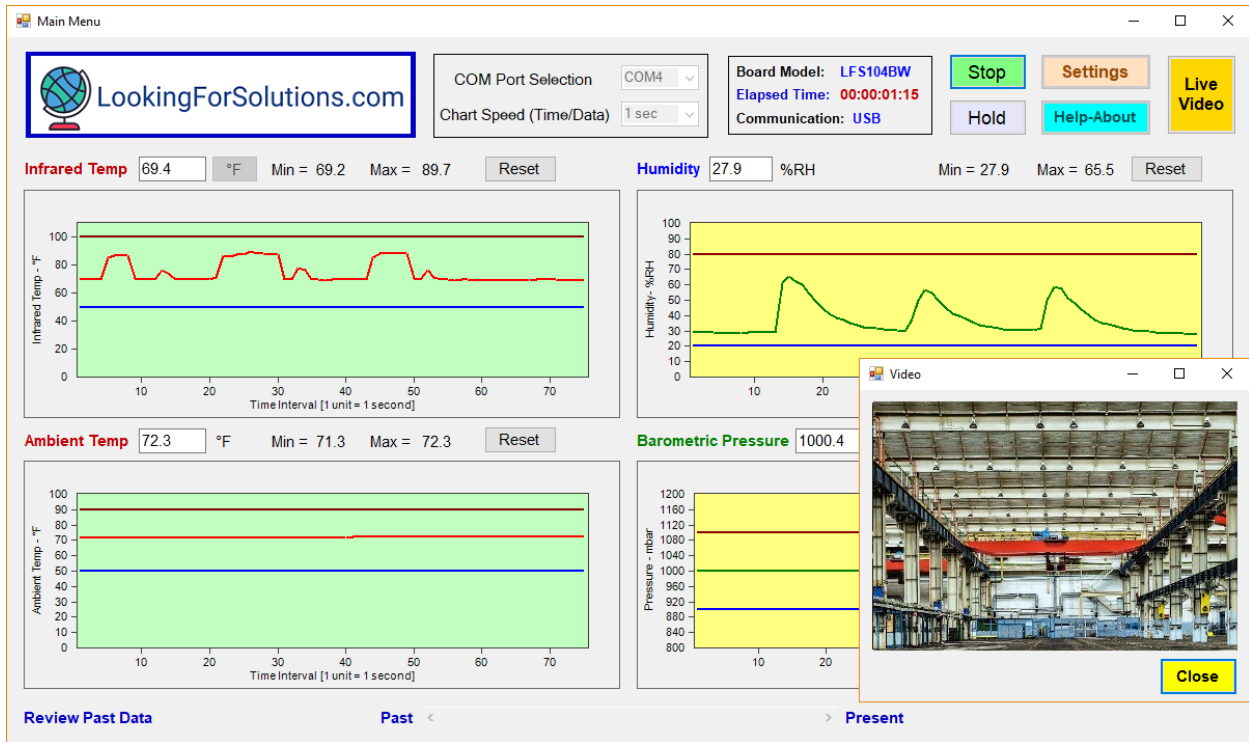 Main Menu
LookingForSolutions.com
COM Port Selection COM4
Chart Speed (Time/Data) 1 sec
Board Model: LFS104BW
Elapsed Time: 00:00:01:15
Communication: USB
Stop
Hold
Settings
Help-About
Live
Video
Infrared Temp 69.4 °F Min = 69.2 Max = 89.7 Reset
100
80
60
40
20
0
Infrared Temp - °F
10 20 30 40 50 60 70
Time Interval [1 unit = 1 second]
Humidity 27.9 %RH Min = 27.9 Max = 65.5 Reset
100
90
80
70
60
50
40
30
20
10
0
Humidity- %RH
10 20
Ambient Temp 72.3 °F Min = 71.3 Max = 72.3 Reset
100
90
80
70
60
50
40
30
20
10
0
Ambient Temp - °F
10 20 30 40 50 60 70
Time Interval [1 unit = 1 second]
Barometric Pressure 1000.4
1200
1160
1120
1080
1040
1000
960
920
880
840
800
Pressure - mbar
10 20
Video
Close
Review Past Data Past < > Present